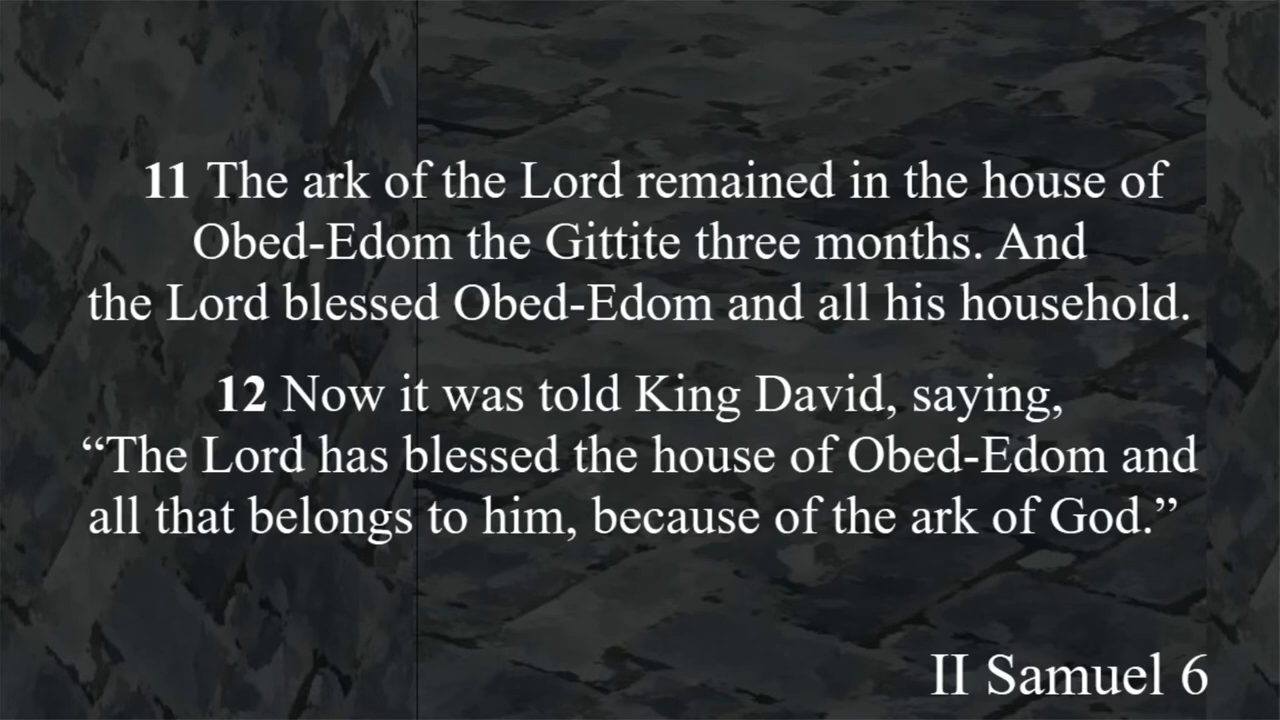 11 The ark of the Lord remained in the house of
Obed-Edom the Gittite three months. And
the Lord blessed Obed-Edom and all his household.
12 Now it was told King David, saying,
“The Lord has blessed the house of Obed-Edom and
all that belongs to him, because of the ark of God.”
II Samuel 6